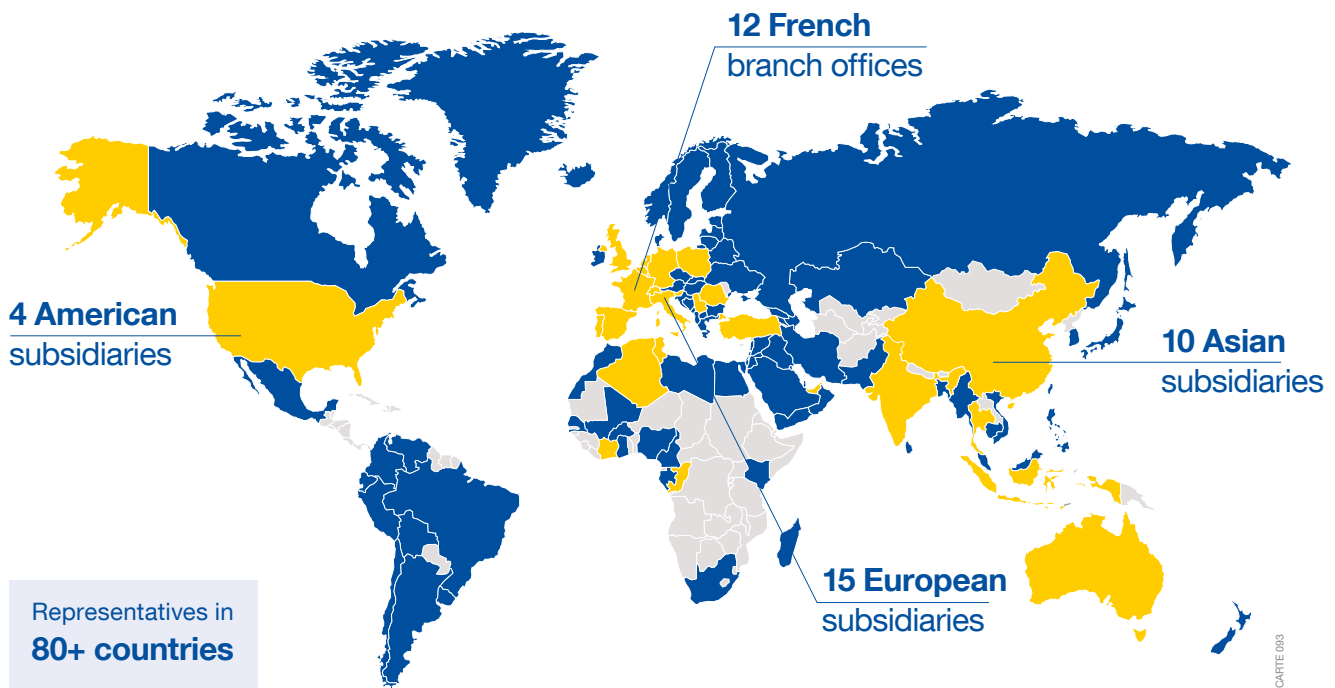 12 French
branch offices
4 American
subsidiaries
10 Asian
subsidiaries
15 European
subsidiaries
Representatives in
80+ countries
CARTE 093